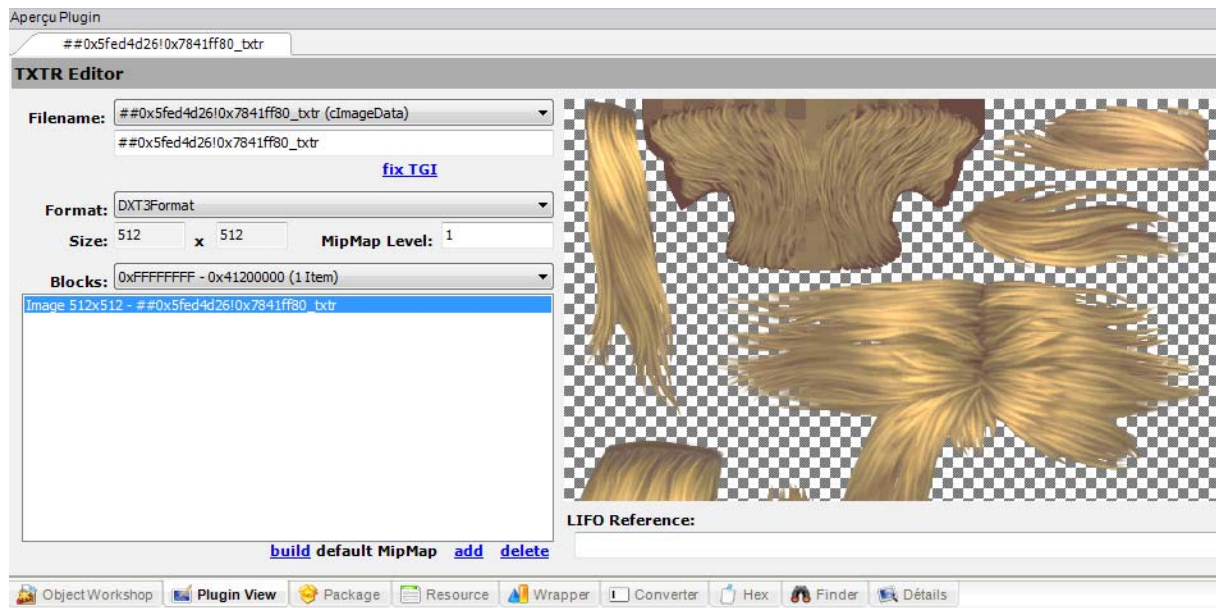 Aperçu Plugin
##0x5fed4d26!0x7841ff80_txtr
TXTR Editor
Filename: ##0x5fed4d26!0x7841ff80_txtr (cImageData)
##0x5fed4d26!0x7841ff80_txtr
fix TGI
Format: DXT3Format
Size: 512 x 512 MipMap Level: 1
Blocks: 0xFFFFFFFF - 0x41200000 (1 Item)
Image 512x512 - ##0x5fed4d26!0x7841ff80_txtr
LIFO Reference:
build default MipMap add delete
Object Workshop Plugin View Package Resource Wrapper Converter Hex Finder Détails